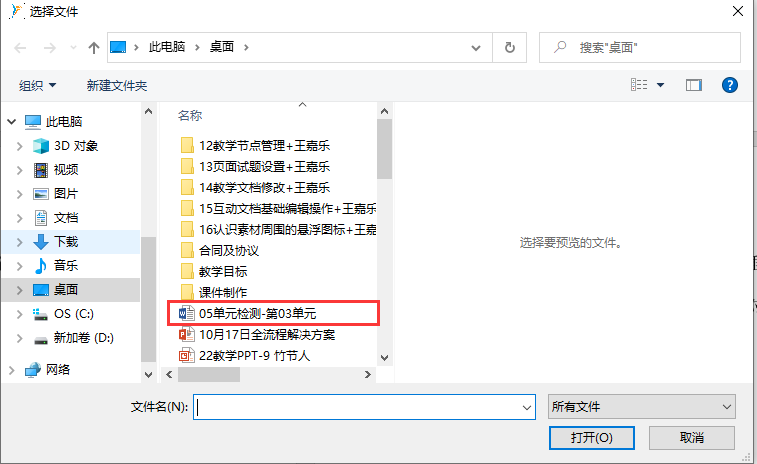 选择文件
此电脑 桌面
搜索"桌面"
组织 新建文件夹
此电脑
3D 对象
视频
图片
文档
下载
音乐
桌面
OS (C:)
新加卷 (D:)
网络
名称
12教学节点管理+王嘉乐
13页面试题设置+王嘉乐
14教学文档修改+王嘉乐
15互动文档基础编辑操作+王嘉乐
16认识素材周围的悬浮图标+王嘉
合同及协议
教学目标
课件制作
05单元检测-第03单元
10月17日全流程解决方案
22教学PPT-9 竹节人
选择要预览的文件。
文件名(N):
所有文件
打开(O) 取消